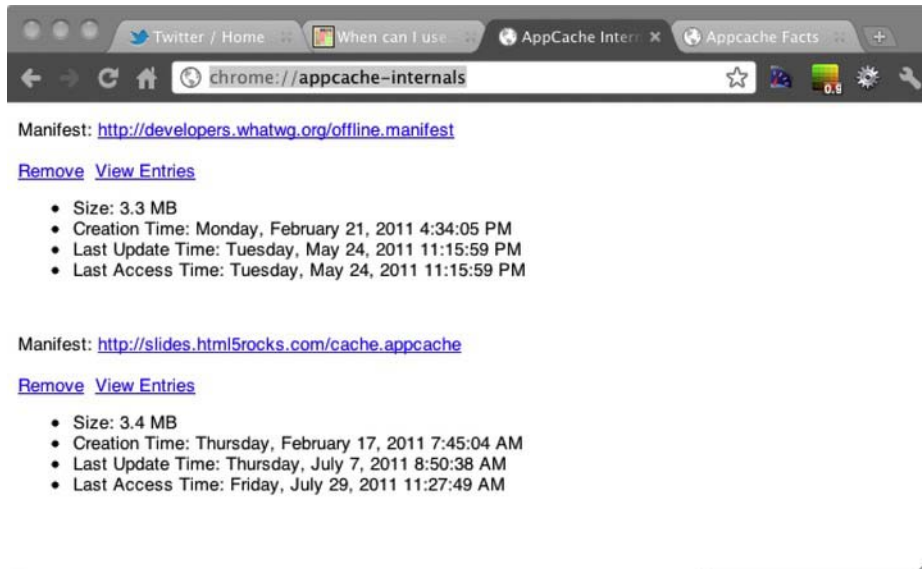 Twitter / Home
When can I use
AppCache Intern
Appcache Facts
chrome://appcache-internals
0.9
Manifest: http://developers.whatwg.org/offline.manifest
Remove View Entries
• Size: 3.3 MB
• Creation Time: Monday, February 21, 2011 4:34:05 PM
• Last Update Time: Tuesday, May 24, 2011 11:15:59 PM
• Last Access Time: Tuesday, May 24, 2011 11:15:59 PM
Manifest: http://slides.html5rocks.com/cache.appcache
Remove View Entries
• Size: 3.4 MB
• Creation Time: Thursday, February 17, 2011 7:45:04 AM
• Last Update Time: Thursday, July 7, 2011 8:50:38 AM
• Last Access Time: Friday, July 29, 2011 11:27:49 AM